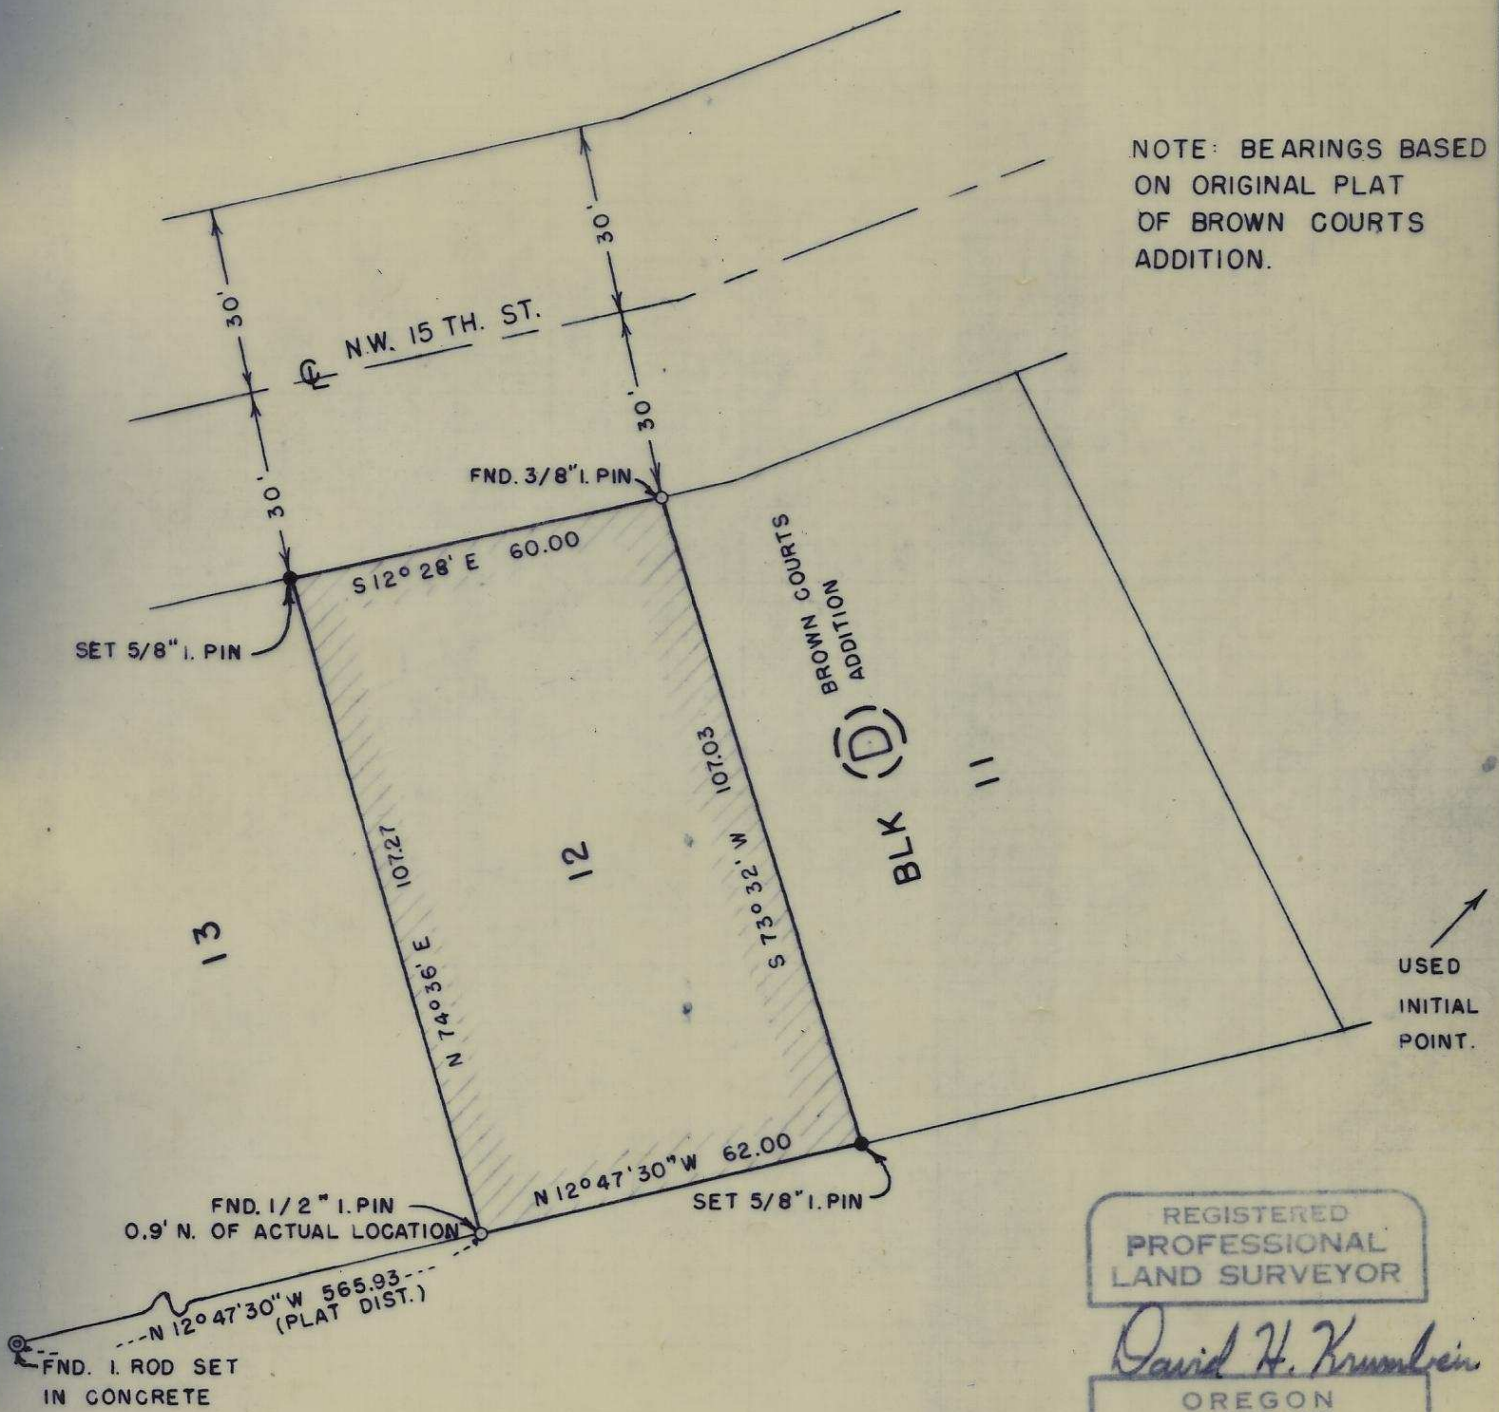 NOTE: BEARINGS BASED
ON ORIGINAL PLAT
OF BROWN COURTS
ADDITION.
30'
30'
N.W. 15 TH. ST.
30'
30'
FND. 3/8" I. PIN
S 12° 28' E 60.00
SET 5/8" I. PIN
BROWN COURTS
ADDITION
BLK (D)
11
107.03
S 73° 32' W
12
107.27
N 74° 36' E
13
USED
INITIAL
POINT.
N 12° 47' 30" W 62.00
SET 5/8" I. PIN
FND. 1/2" I. PIN
0.9' N. OF ACTUAL LOCATION
N 12° 47' 30" W 565.93
(PLAT DIST.)
FND. I. ROD SET
IN CONCRETE
REGISTERED
PROFESSIONAL
LAND SURVEYOR
David H. Krumbein
OREGON